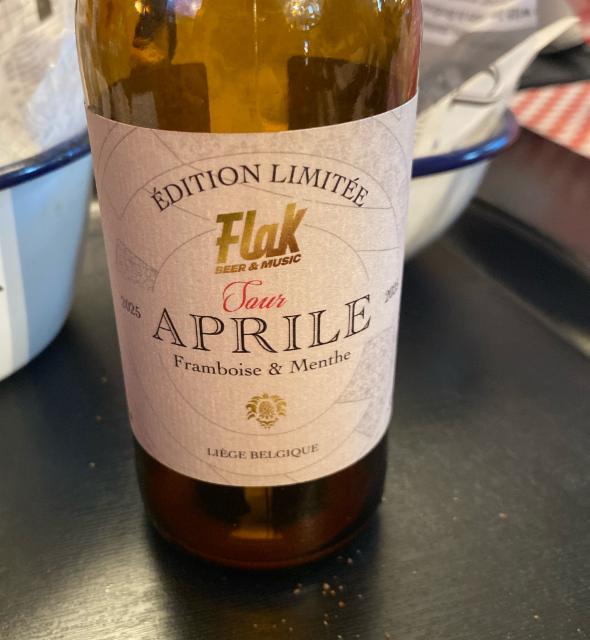 ÉDITION LIMITÉE
Flak
BEER & MUSIC
Sour
2025
APRILE
Framboise & Menthe
LIÈGE BELGIQUE